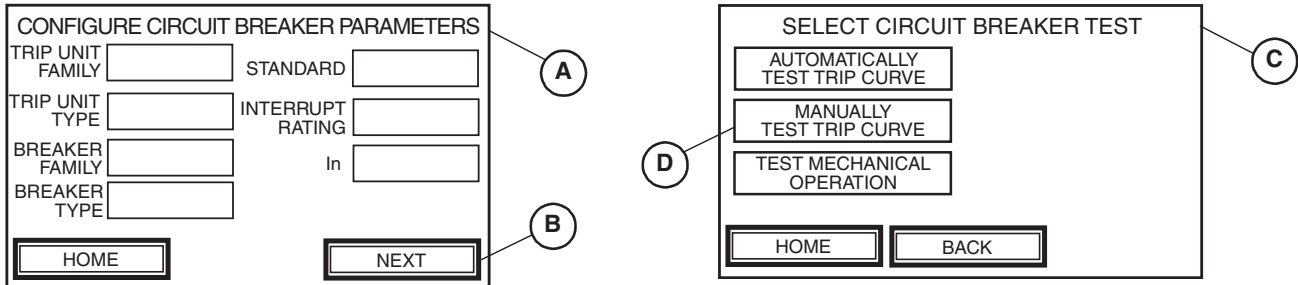 CONFIGURE CIRCUIT BREAKER PARAMETERS
TRIP UNIT
FAMILY
STANDARD
TRIP UNIT
TYPE
INTERRUPT
RATING
BREAKER
FAMILY
In
BREAKER
TYPE
HOME
NEXT
A
B
SELECT CIRCUIT BREAKER TEST
AUTOMATICALLY
TEST TRIP CURVE
MANUALLY
TEST TRIP CURVE
TEST MECHANICAL
OPERATION
HOME
BACK
C
D